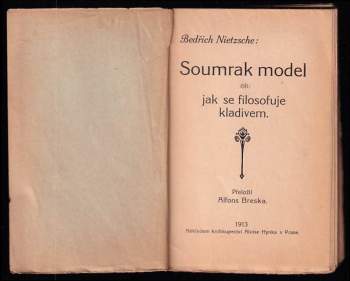 Bedřich Nietzsche:
Soumrak model
čili:
jak se filosofuje
kladivem.
Přeložil
Alfons Breska.
1913
Nákladem knihkupectví Aloise Hynka v Praze.